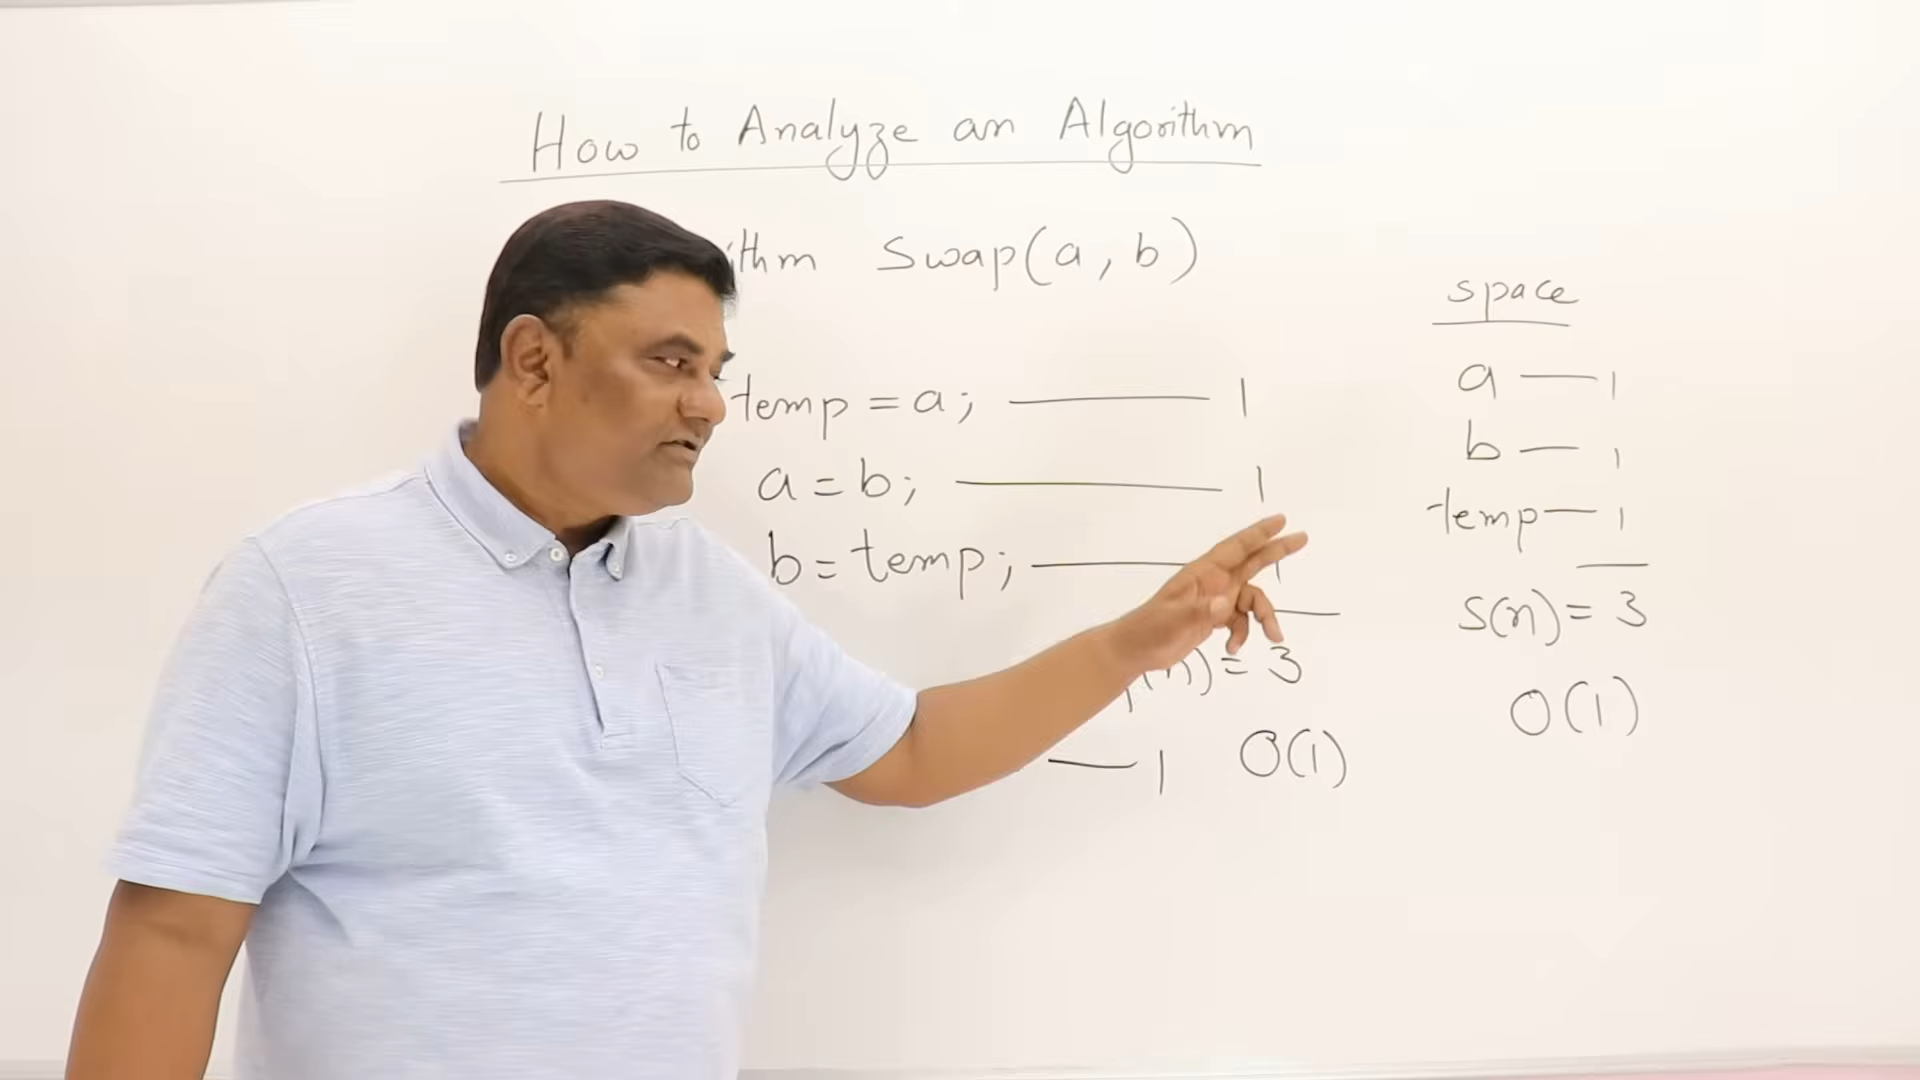 How to Analyze an Algorithm
Swap(a, b)
temp = a; 1
a = b; 1
b = temp; 1
= 3
1 O(1)
space
a — 1
b — 1
temp — 1
S(n) = 3
O(1)